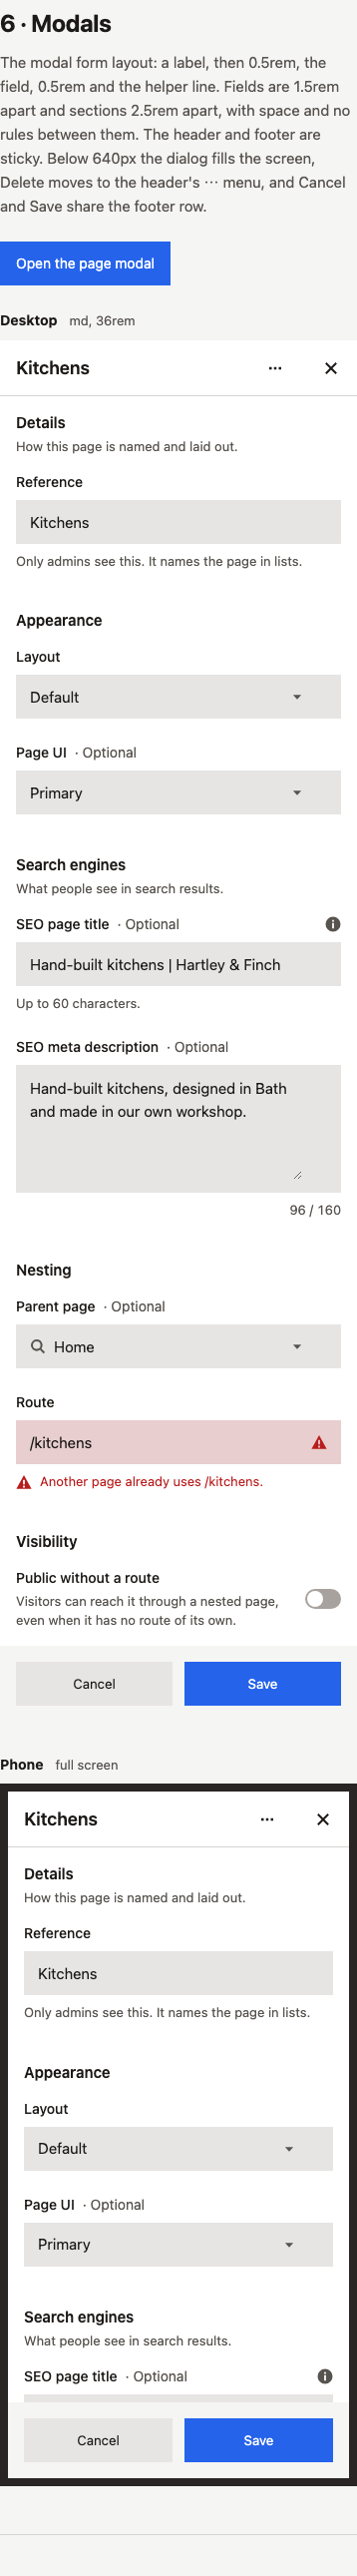 6 · Modals
The modal form layout: a label, then 0.5rem, the
field, 0.5rem and the helper line. Fields are 1.5rem
apart and sections 2.5rem apart, with space and no
rules between them. The header and footer are
sticky. Below 640px the dialog fills the screen,
Delete moves to the header's ··· menu, and Cancel
and Save share the footer row.
Open the page modal
Desktop md, 36rem
Kitchens
Details
How this page is named and laid out.
Reference
Kitchens
Only admins see this. It names the page in lists.
Appearance
Layout
Default
Page UI · Optional
Primary
Search engines
What people see in search results.
SEO page title · Optional
Hand-built kitchens | Hartley & Finch
Up to 60 characters.
SEO meta description · Optional
Hand-built kitchens, designed in Bath
and made in our own workshop.
96 / 160
Nesting
Parent page · Optional
Home
Route
/kitchens
Another page already uses /kitchens.
Visibility
Public without a route
Visitors can reach it through a nested page,
even when it has no route of its own.
Cancel Save
Phone full screen
Kitchens
Details
How this page is named and laid out.
Reference
Kitchens
Only admins see this. It names the page in lists.
Appearance
Layout
Default
Page UI · Optional
Primary
Search engines
What people see in search results.
SEO page title · Optional
Cancel Save